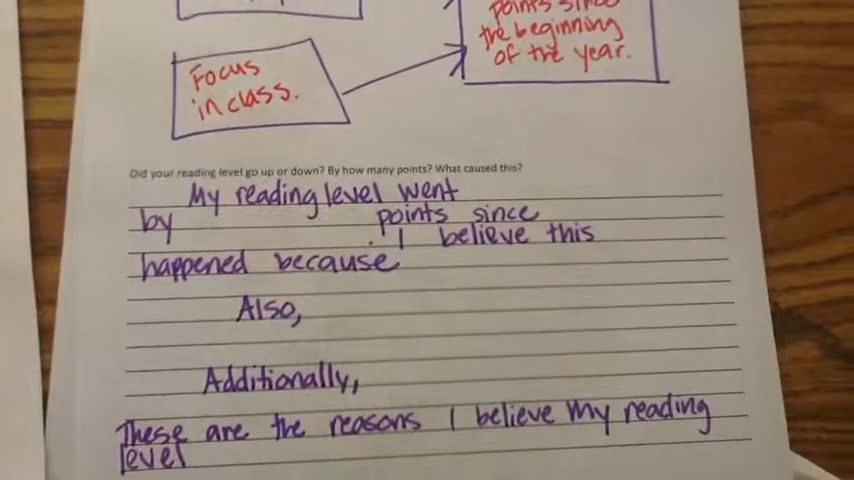 points since
the beginning
of the year.
Focus
in class.
Did your reading level go up or down? By how many points? What caused this?
My reading level went
by points since
. I believe this
happened because
Also,
Additionally,
These are the reasons I believe my reading
level